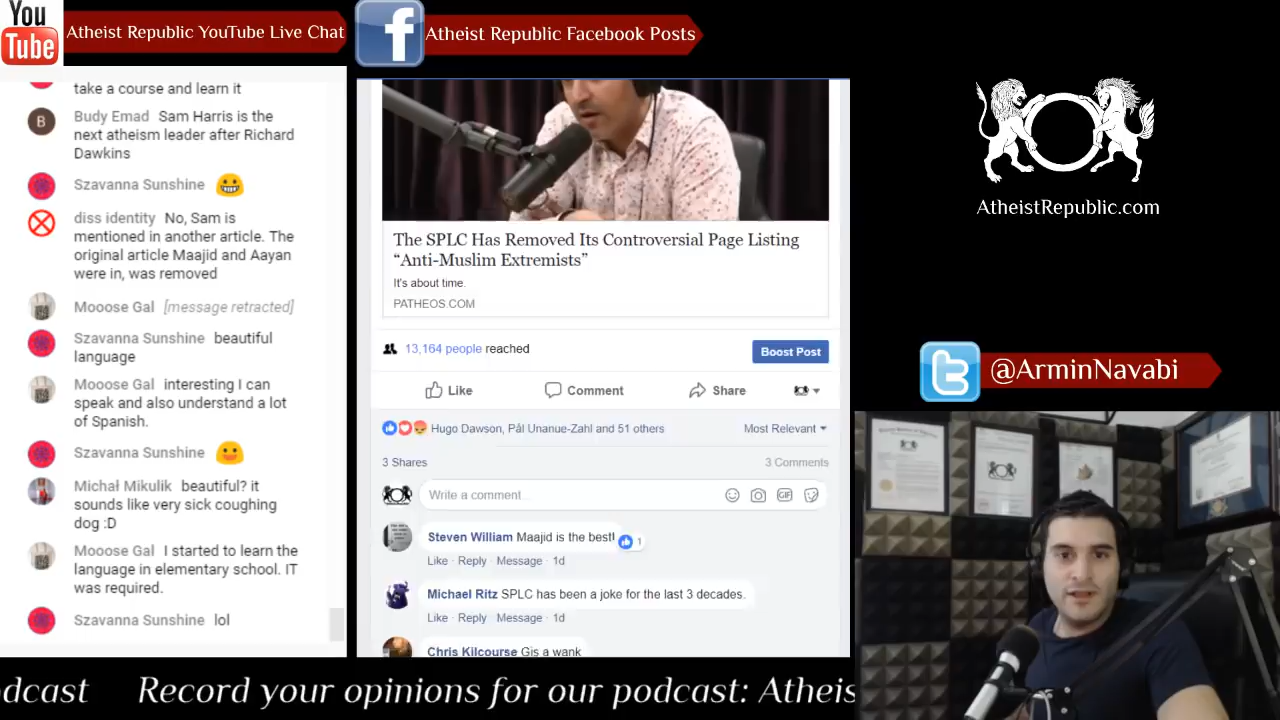 You
Tube
Atheist Republic YouTube Live Chat
Atheist Republic Facebook Posts
take a course and learn it
B
Budy Emad Sam Harris is the
next atheism leader after Richard
Dawkins
Szavanna Sunshine
diss identity No, Sam is
mentioned in another article. The
original article Maajid and Aayan
were in, was removed
Mooose Gal [message retracted]
Szavanna Sunshine beautiful
language
Mooose Gal interesting I can
speak and also understand a lot
of Spanish.
Szavanna Sunshine
Michał Mikulik beautiful? it
sounds like very sick coughing
dog :D
Mooose Gal I started to learn the
language in elementary school. IT
was required.
Szavanna Sunshine lol
The SPLC Has Removed Its Controversial Page Listing
“Anti-Muslim Extremists”
It's about time.
PATHEOS.COM
13,164 people reached
Boost Post
Like Comment Share
Hugo Dawson, Pål Unanue-Zahl and 51 others Most Relevant
3 Shares 3 Comments
Write a comment
GIF
Steven William Maajid is the best!
1
Like · Reply · Message · 1d
Michael Ritz SPLC has been a joke for the last 3 decades.
Like · Reply · Message · 1d
Chris Kilcourse Gis a wank
AtheistRepublic.com
@ArminNavabi
odcast Record your opinions for our podcast: Atheis